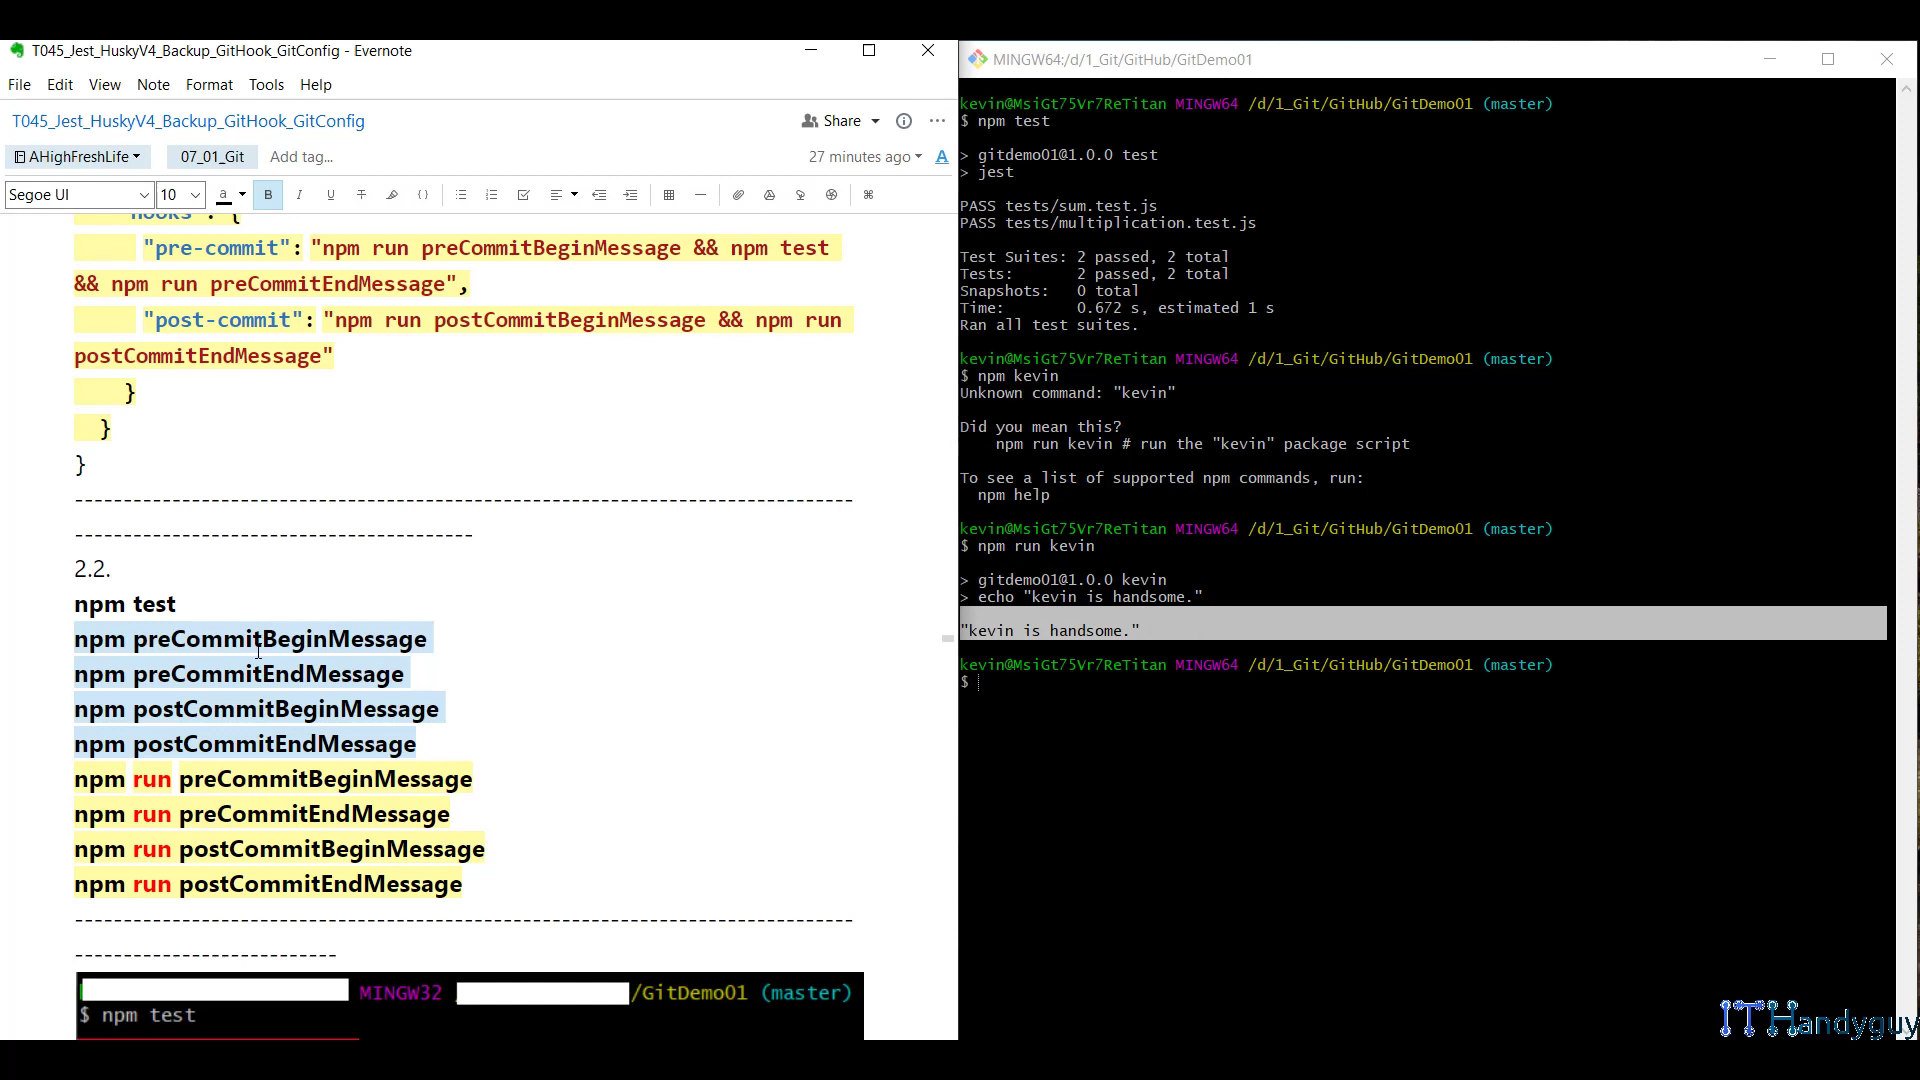 T045_Jest_HuskyV4_Backup_GitHook_GitConfig - Evernote
File Edit View Note Format Tools Help
T045_Jest_HuskyV4_Backup_GitHook_GitConfig
Share
AHighFreshLife
07_01_Git
Add tag...
27 minutes ago
A
Segoe UI
10
a
B
I
U
T
"hooks": {
"pre-commit": "npm run preCommitBeginMessage && npm test
&& npm run preCommitEndMessage",
"post-commit": "npm run postCommitBeginMessage && npm run
postCommitEndMessage"
}
}
}
-------------------------------------------------------------------------------
----------------------------------------
2.2.
npm test
npm preCommitBeginMessage
npm preCommitEndMessage
npm postCommitBeginMessage
npm postCommitEndMessage
npm run preCommitBeginMessage
npm run preCommitEndMessage
npm run postCommitBeginMessage
npm run postCommitEndMessage
-------------------------------------------------------------------------------
---------------------------
MINGW32 /GitDemo01 (master)
$ npm test
MINGW64:/d/1_Git/GitHub/GitDemo01
kevin@MsiGt75Vr7ReTitan MINGW64 /d/1_Git/GitHub/GitDemo01 (master)
$ npm test
> gitdemo01@1.0.0 test
> jest
PASS tests/sum.test.js
PASS tests/multiplication.test.js
Test Suites: 2 passed, 2 total
Tests: 2 passed, 2 total
Snapshots: 0 total
Time: 0.672 s, estimated 1 s
Ran all test suites.
kevin@MsiGt75Vr7ReTitan MINGW64 /d/1_Git/GitHub/GitDemo01 (master)
$ npm kevin
Unknown command: "kevin"
Did you mean this?
npm run kevin # run the "kevin" package script
To see a list of supported npm commands, run:
npm help
kevin@MsiGt75Vr7ReTitan MINGW64 /d/1_Git/GitHub/GitDemo01 (master)
$ npm run kevin
> gitdemo01@1.0.0 kevin
> echo "kevin is handsome."
"kevin is handsome."
kevin@MsiGt75Vr7ReTitan MINGW64 /d/1_Git/GitHub/GitDemo01 (master)
$
ITHandyguy